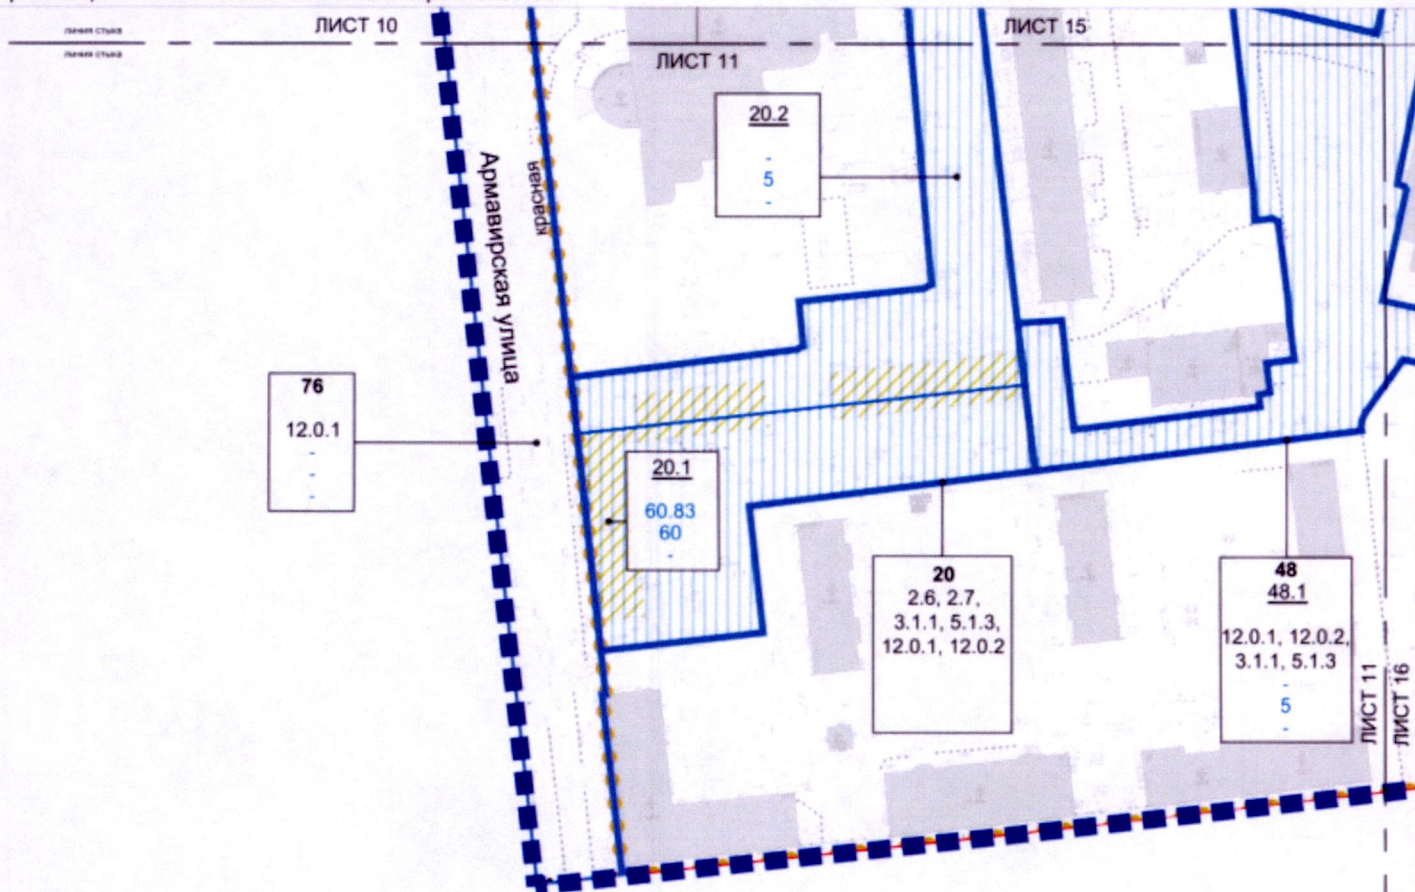 линия стыка
линия стыка
ЛИСТ 10
ЛИСТ 15
ЛИСТ 11
20.2
-
5
-
Армавирская улица
красная
76
12.0.1
-
-
-
20.1
60.83
60
-
20
2.6, 2.7,
3.1.1, 5.1.3,
12.0.1, 12.0.2
48
48.1
12.0.1, 12.0.2,
3.1.1, 5.1.3
-
5
-
ЛИСТ 11
ЛИСТ 16